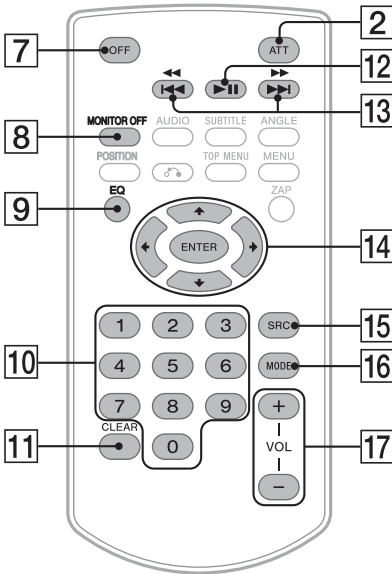 2
7 OFF ATT
12
13
MONITOR OFF AUDIO SUBTITLE ANGLE
8
POSITION TOP MENU MENU
EQ ZAP
9
ENTER 14
1 2 3 SRC 15
10 4 5 6 MODE 16
7 8 9 +
CLEAR
11 0 VOL 17
−